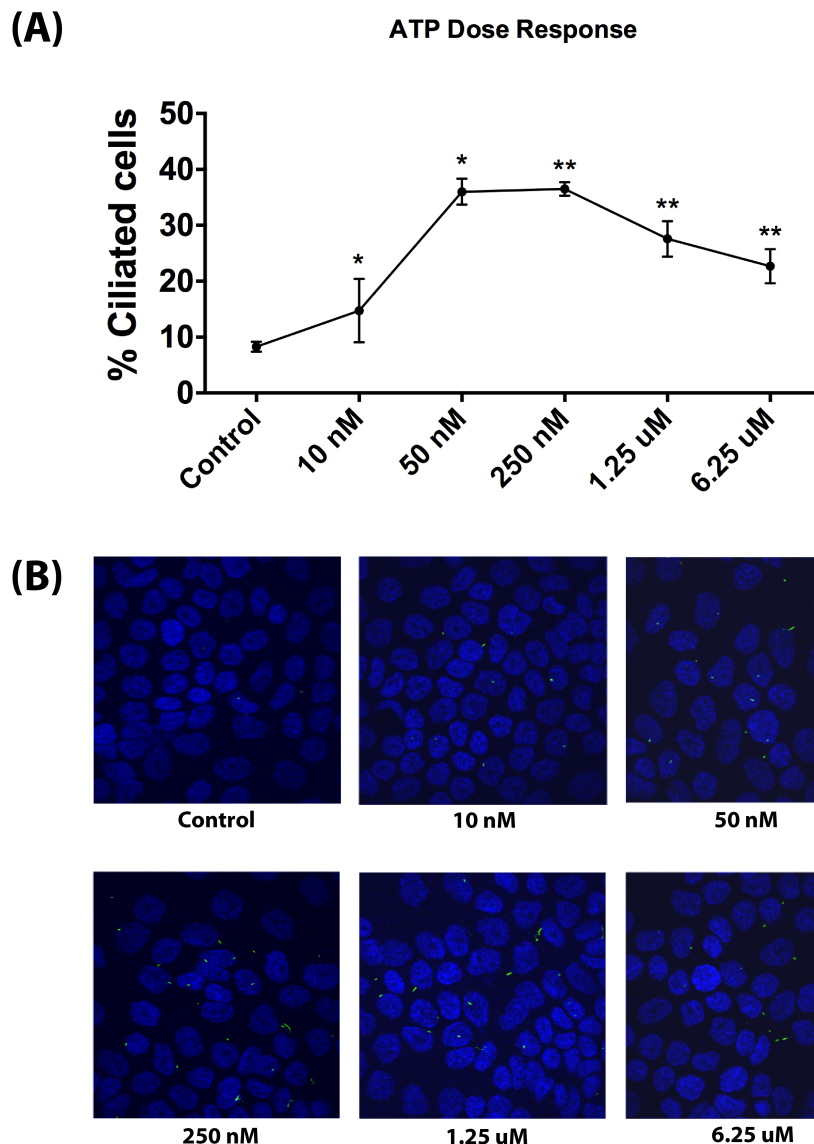 (A)
ATP Dose Response
% Ciliated cells
50
40
30
20
10
0
*
*
**
**
**
Control
10 nM
50 nM
250 nM
1.25 uM
6.25 uM
(B)
Control
10 nM
50 nM
250 nM
1.25 uM
6.25 uM